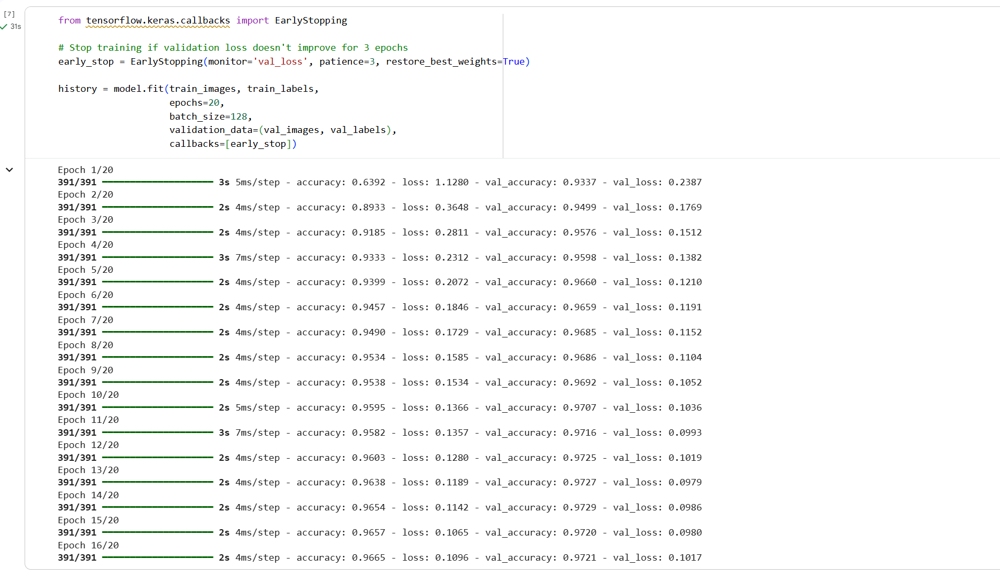 [7]
31s
from tensorflow.keras.callbacks import EarlyStopping
# Stop training if validation loss doesn't improve for 3 epochs
early_stop = EarlyStopping(monitor='val_loss', patience=3, restore_best_weights=True)
history = model.fit(train_images, train_labels,
epochs=20,
batch_size=128,
validation_data=(val_images, val_labels),
callbacks=[early_stop])
Epoch 1/20
391/391 3s 5ms/step - accuracy: 0.6392 - loss: 1.1280 - val_accuracy: 0.9337 - val_loss: 0.2387
Epoch 2/20
391/391 2s 4ms/step - accuracy: 0.8933 - loss: 0.3648 - val_accuracy: 0.9499 - val_loss: 0.1769
Epoch 3/20
391/391 2s 4ms/step - accuracy: 0.9185 - loss: 0.2811 - val_accuracy: 0.9576 - val_loss: 0.1512
Epoch 4/20
391/391 3s 7ms/step - accuracy: 0.9333 - loss: 0.2312 - val_accuracy: 0.9598 - val_loss: 0.1382
Epoch 5/20
391/391 2s 4ms/step - accuracy: 0.9399 - loss: 0.2072 - val_accuracy: 0.9660 - val_loss: 0.1210
Epoch 6/20
391/391 2s 4ms/step - accuracy: 0.9457 - loss: 0.1846 - val_accuracy: 0.9659 - val_loss: 0.1191
Epoch 7/20
391/391 2s 4ms/step - accuracy: 0.9490 - loss: 0.1729 - val_accuracy: 0.9685 - val_loss: 0.1152
Epoch 8/20
391/391 2s 4ms/step - accuracy: 0.9534 - loss: 0.1585 - val_accuracy: 0.9686 - val_loss: 0.1104
Epoch 9/20
391/391 2s 4ms/step - accuracy: 0.9538 - loss: 0.1534 - val_accuracy: 0.9692 - val_loss: 0.1052
Epoch 10/20
391/391 2s 5ms/step - accuracy: 0.9595 - loss: 0.1366 - val_accuracy: 0.9707 - val_loss: 0.1036
Epoch 11/20
391/391 3s 7ms/step - accuracy: 0.9582 - loss: 0.1357 - val_accuracy: 0.9716 - val_loss: 0.0993
Epoch 12/20
391/391 2s 4ms/step - accuracy: 0.9603 - loss: 0.1280 - val_accuracy: 0.9725 - val_loss: 0.1019
Epoch 13/20
391/391 2s 4ms/step - accuracy: 0.9638 - loss: 0.1189 - val_accuracy: 0.9727 - val_loss: 0.0979
Epoch 14/20
391/391 2s 4ms/step - accuracy: 0.9654 - loss: 0.1142 - val_accuracy: 0.9729 - val_loss: 0.0986
Epoch 15/20
391/391 2s 4ms/step - accuracy: 0.9657 - loss: 0.1065 - val_accuracy: 0.9720 - val_loss: 0.0980
Epoch 16/20
391/391 2s 4ms/step - accuracy: 0.9665 - loss: 0.1096 - val_accuracy: 0.9721 - val_loss: 0.1017